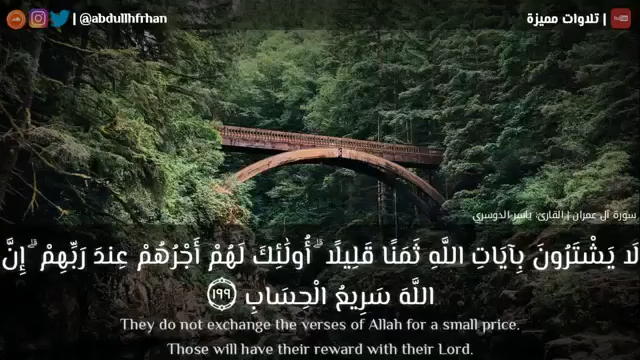 | @abdullhfrhan
| تلاوات مميزة
سورة آل عمران | القارئ: ياسر الدوسري
لَا يَشْتَرُونَ بِآيَاتِ اللَّهِ ثَمَنًا قَلِيلًا ۗ أُولَٰئِكَ لَهُمْ أَجْرُهُمْ عِندَ رَبِّهِمْ ۗ إِنَّ
اللَّهَ سَرِيعُ الْحِسَابِ ﴿١٩٩﴾
They do not exchange the verses of Allah for a small price.
Those will have their reward with their Lord.